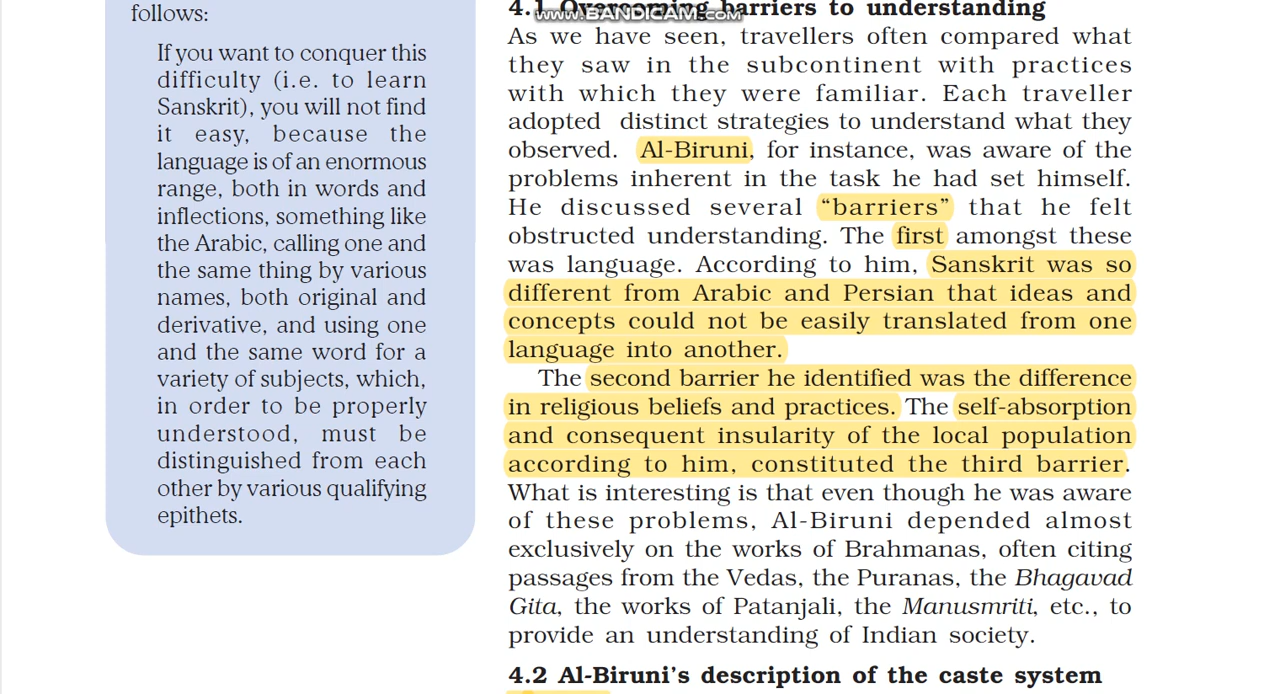 follows:
If you want to conquer this
difficulty (i.e. to learn
Sanskrit), you will not find
it easy, because the
language is of an enormous
range, both in words and
inflections, something like
the Arabic, calling one and
the same thing by various
names, both original and
derivative, and using one
and the same word for a
variety of subjects, which,
in order to be properly
understood, must be
distinguished from each
other by various qualifying
epithets.
4.1 Overcoming barriers to understanding
www.BANDICAM.com
As we have seen, travellers often compared what
they saw in the subcontinent with practices
with which they were familiar. Each traveller
adopted distinct strategies to understand what they
observed. Al-Biruni, for instance, was aware of the
problems inherent in the task he had set himself.
He discussed several “barriers” that he felt
obstructed understanding. The first amongst these
was language. According to him, Sanskrit was so
different from Arabic and Persian that ideas and
concepts could not be easily translated from one
language into another.
The second barrier he identified was the difference
in religious beliefs and practices. The self-absorption
and consequent insularity of the local population
according to him, constituted the third barrier.
What is interesting is that even though he was aware
of these problems, Al-Biruni depended almost
exclusively on the works of Brahmanas, often citing
passages from the Vedas, the Puranas, the Bhagavad
Gita, the works of Patanjali, the Manusmriti, etc., to
provide an understanding of Indian society.
4.2 Al-Biruni’s description of the caste system